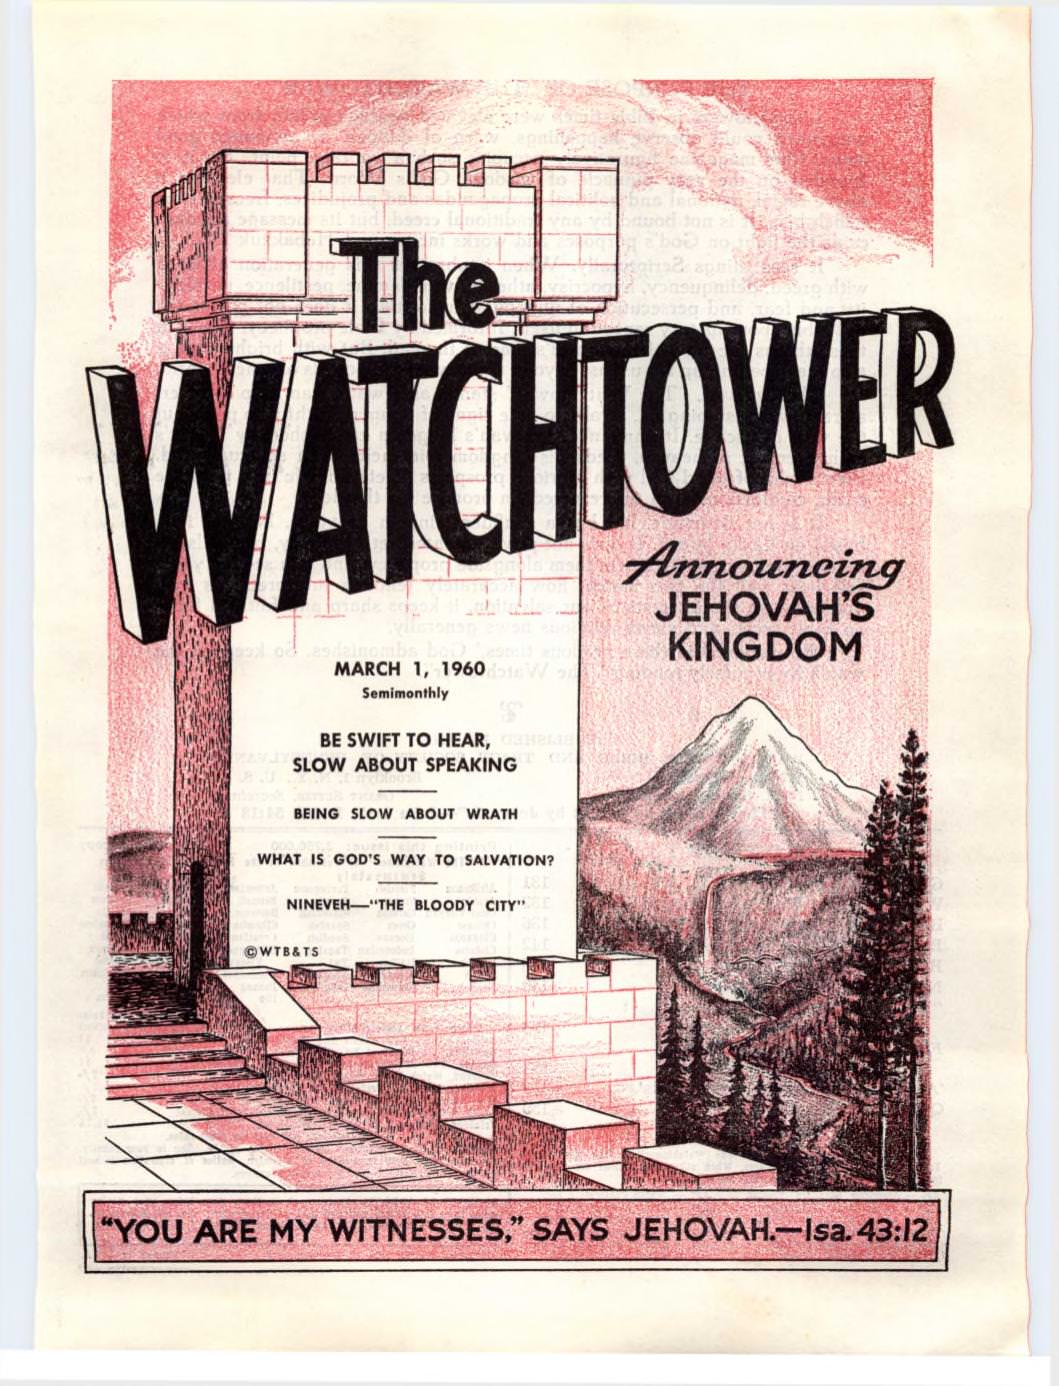 The
WATCHTOWER
Announcing
JEHOVAH'S
KINGDOM
MARCH 1, 1960
Semimonthly
BE SWIFT TO HEAR,
SLOW ABOUT SPEAKING
BEING SLOW ABOUT WRATH
WHAT IS GOD'S WAY TO SALVATION?
NINEVEH—"THE BLOODY CITY"
©WTB&TS
"YOU ARE MY WITNESSES," SAYS JEHOVAH.—Isa. 43:12